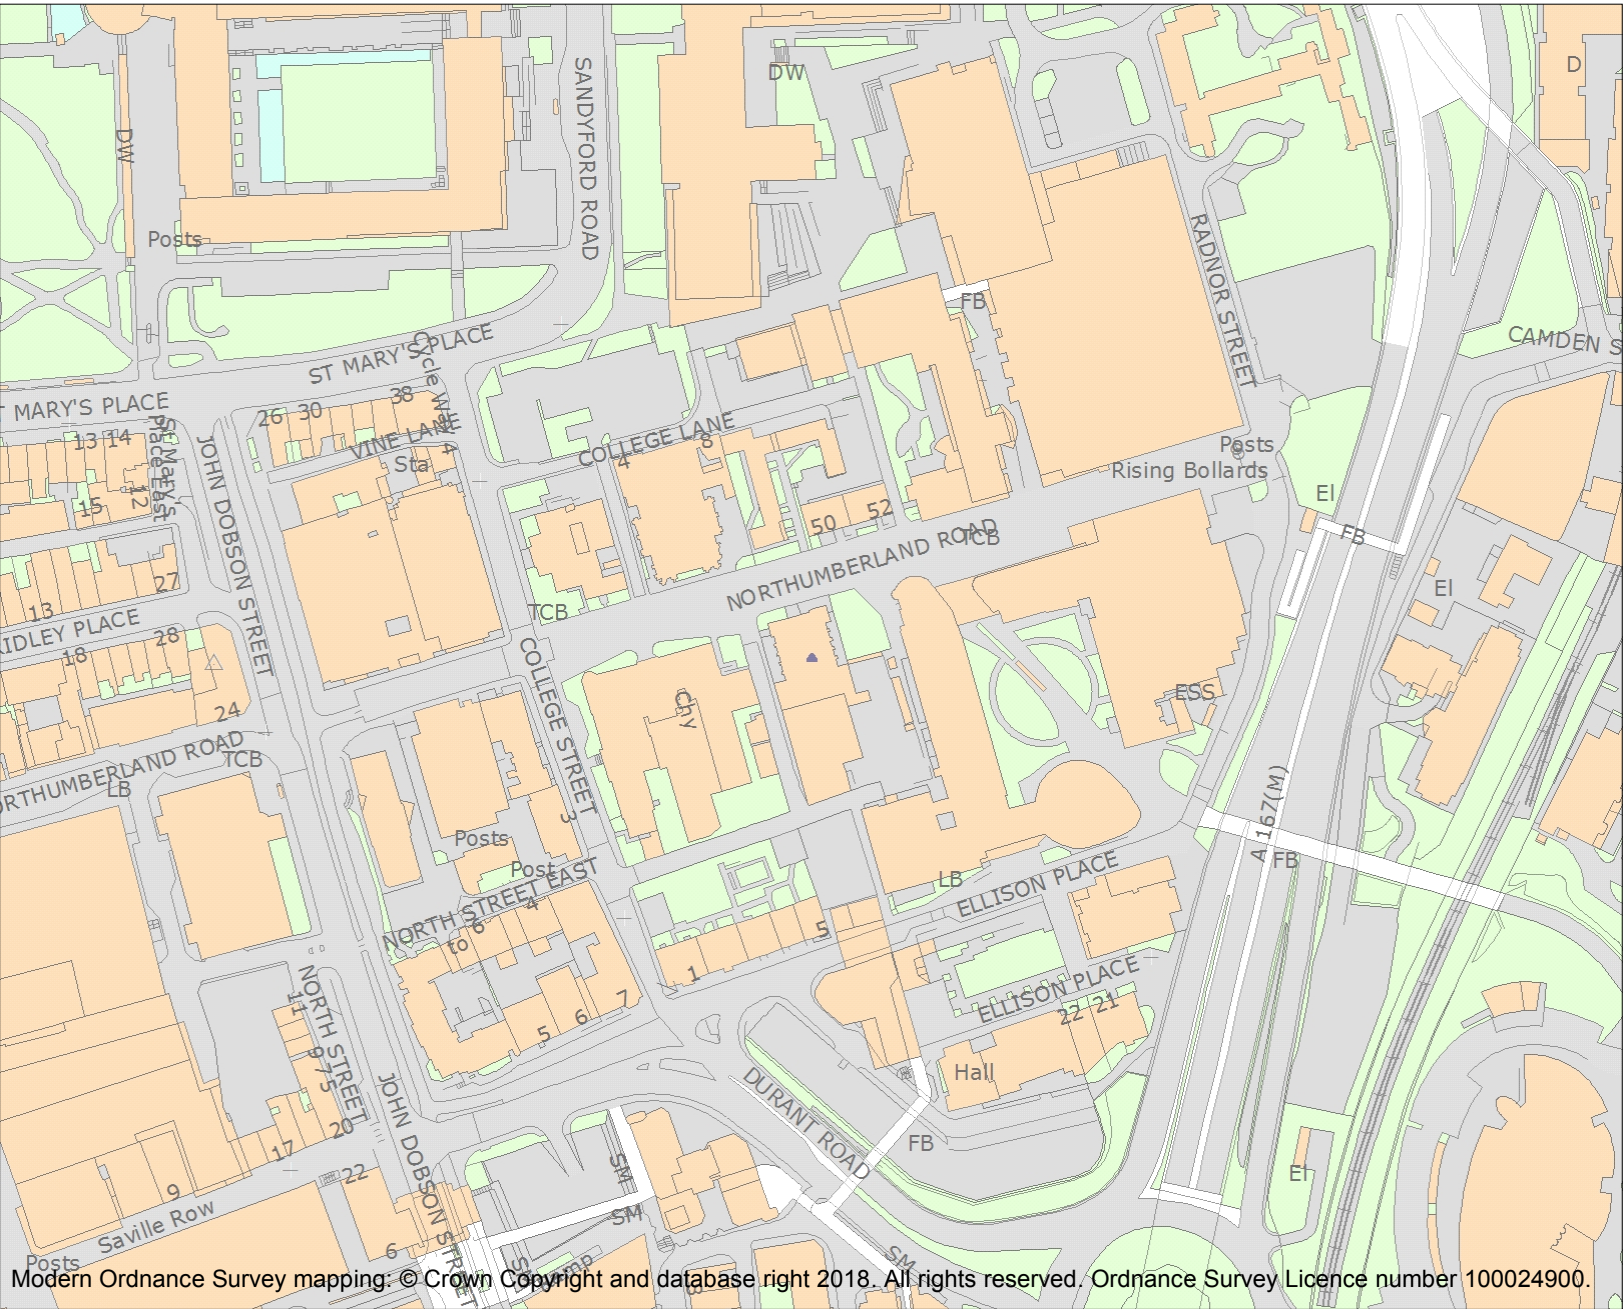 DW
D
SANDYFORD ROAD
DW
Posts
RADNOR STREET
FB
CAMDEN S
ST MARY'S PLACE
Cycle Way
T MARY'S PLACE
26
30
38
St Mary's
Place East
13 14
VINE LANE
4
Sta
COLLEGE LANE
4
8
Posts
Rising Bollards
15
12
JOHN DOBSON STREET
El
50
52
NORTHUMBERLAND ROAD
TCB
FB
27
13
RIDLEY PLACE
TCB
El
28
18
COLLEGE STREET
Chy
ESS
24
NORTHUMBERLAND ROAD
TCB
LB
A 167(M)
3
Posts
Post
FB
NORTH STREET EAST
4
6
to
LB
ELLISON PLACE
5
1
ELLISON PLACE
22 21
7
6
5
NORTH STREET
11
9
7
5
Hall
DURANT ROAD
JOHN DOBSON STREET
20
17
22
FB
SM
SM
El
9
Saville Row
6
Posts
SM
Modern Ordnance Survey mapping: © Crown Copyright and database right 2018. All rights reserved. Ordnance Survey Licence number 100024900.